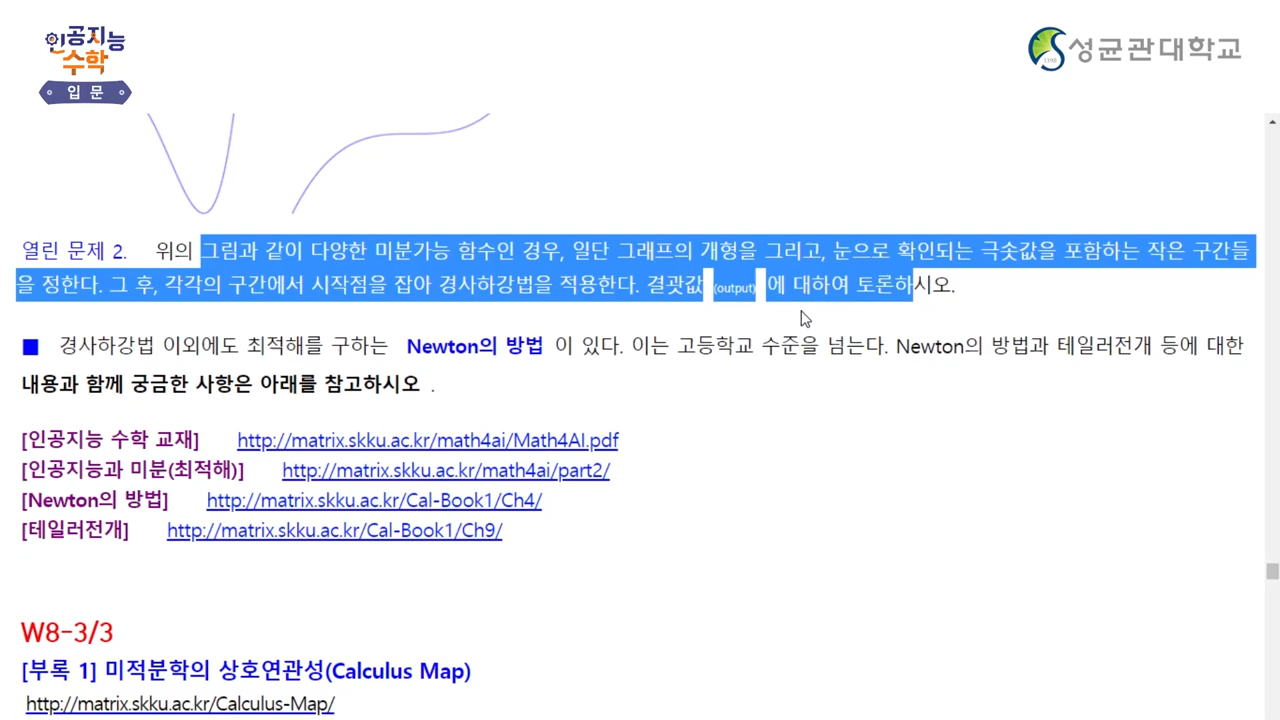 인공지능
수학
입문
1398
성균관대학교
열린 문제 2. 위의 그림과 같이 다양한 미분가능 함수인 경우, 일단 그래프의 개형을 그리고, 눈으로 확인되는 극솟값을 포함하는 작은 구간들
을 정한다. 그 후, 각각의 구간에서 시작점을 잡아 경사하강법을 적용한다. 결괏값 (output) 에 대하여 토론하시오.
■ 경사하강법 이외에도 최적해를 구하는 Newton의 방법 이 있다. 이는 고등학교 수준을 넘는다. Newton의 방법과 테일러전개 등에 대한
내용과 함께 궁금한 사항은 아래를 참고하시오 .
[인공지능 수학 교재] http://matrix.skku.ac.kr/math4ai/Math4AI.pdf
[인공지능과 미분(최적해)] http://matrix.skku.ac.kr/math4ai/part2/
[Newton의 방법] http://matrix.skku.ac.kr/Cal-Book1/Ch4/
[테일러전개] http://matrix.skku.ac.kr/Cal-Book1/Ch9/
W8-3/3
[부록 1] 미적분학의 상호연관성(Calculus Map)
http://matrix.skku.ac.kr/Calculus-Map/